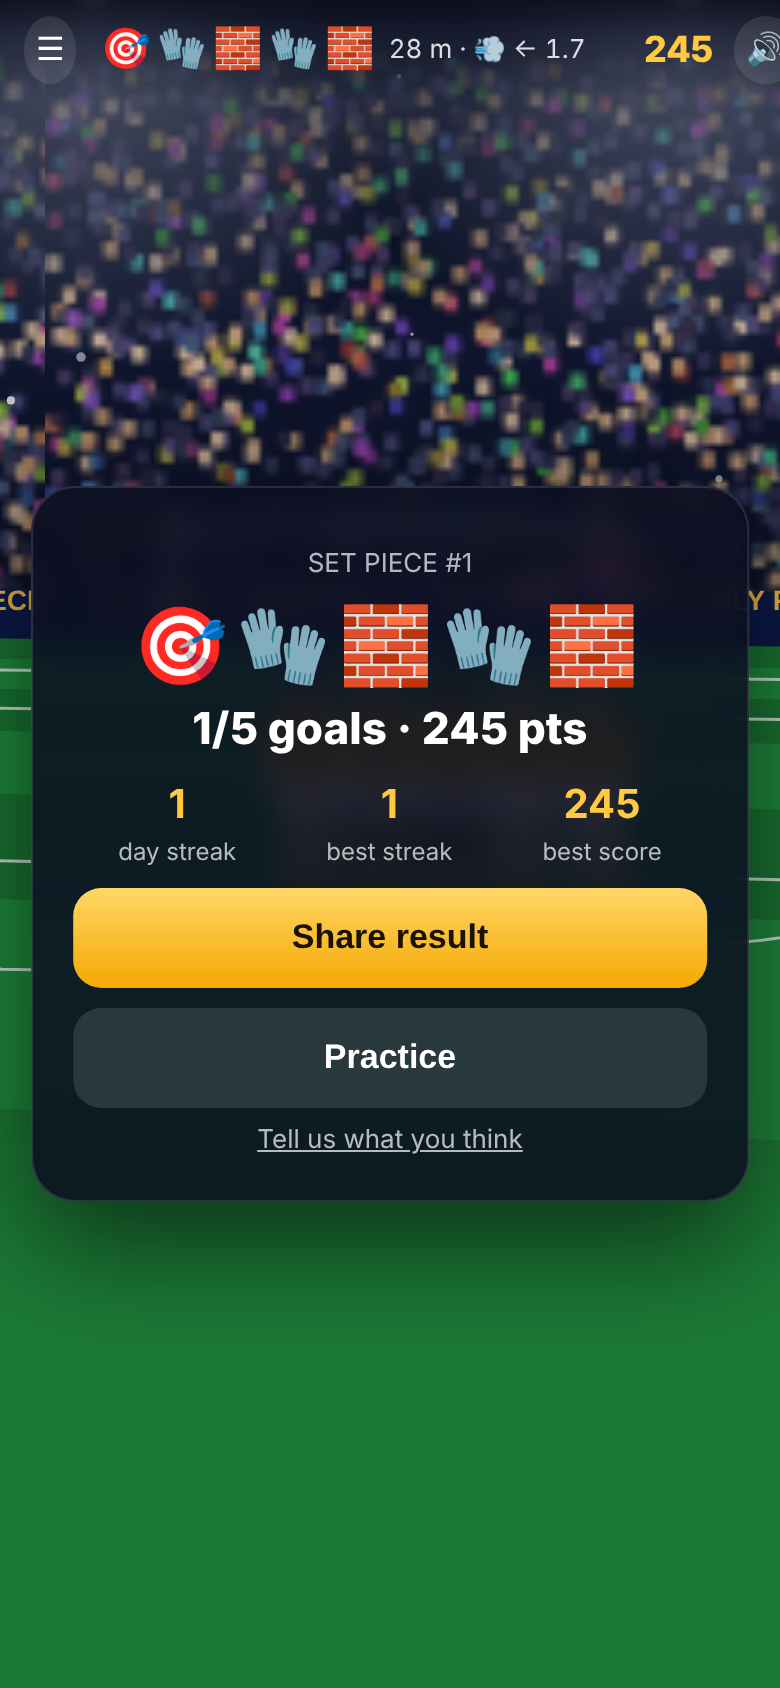 ☰ 🎯 🧤 🧱 🧤 🧱 28 m · 💨 ← 1.7 245 🔊
SET PIECE #1
🎯 🧤 🧱 🧤 🧱
1/5 goals · 245 pts
1 1 245
day streak best streak best score
Share result
Practice
Tell us what you think